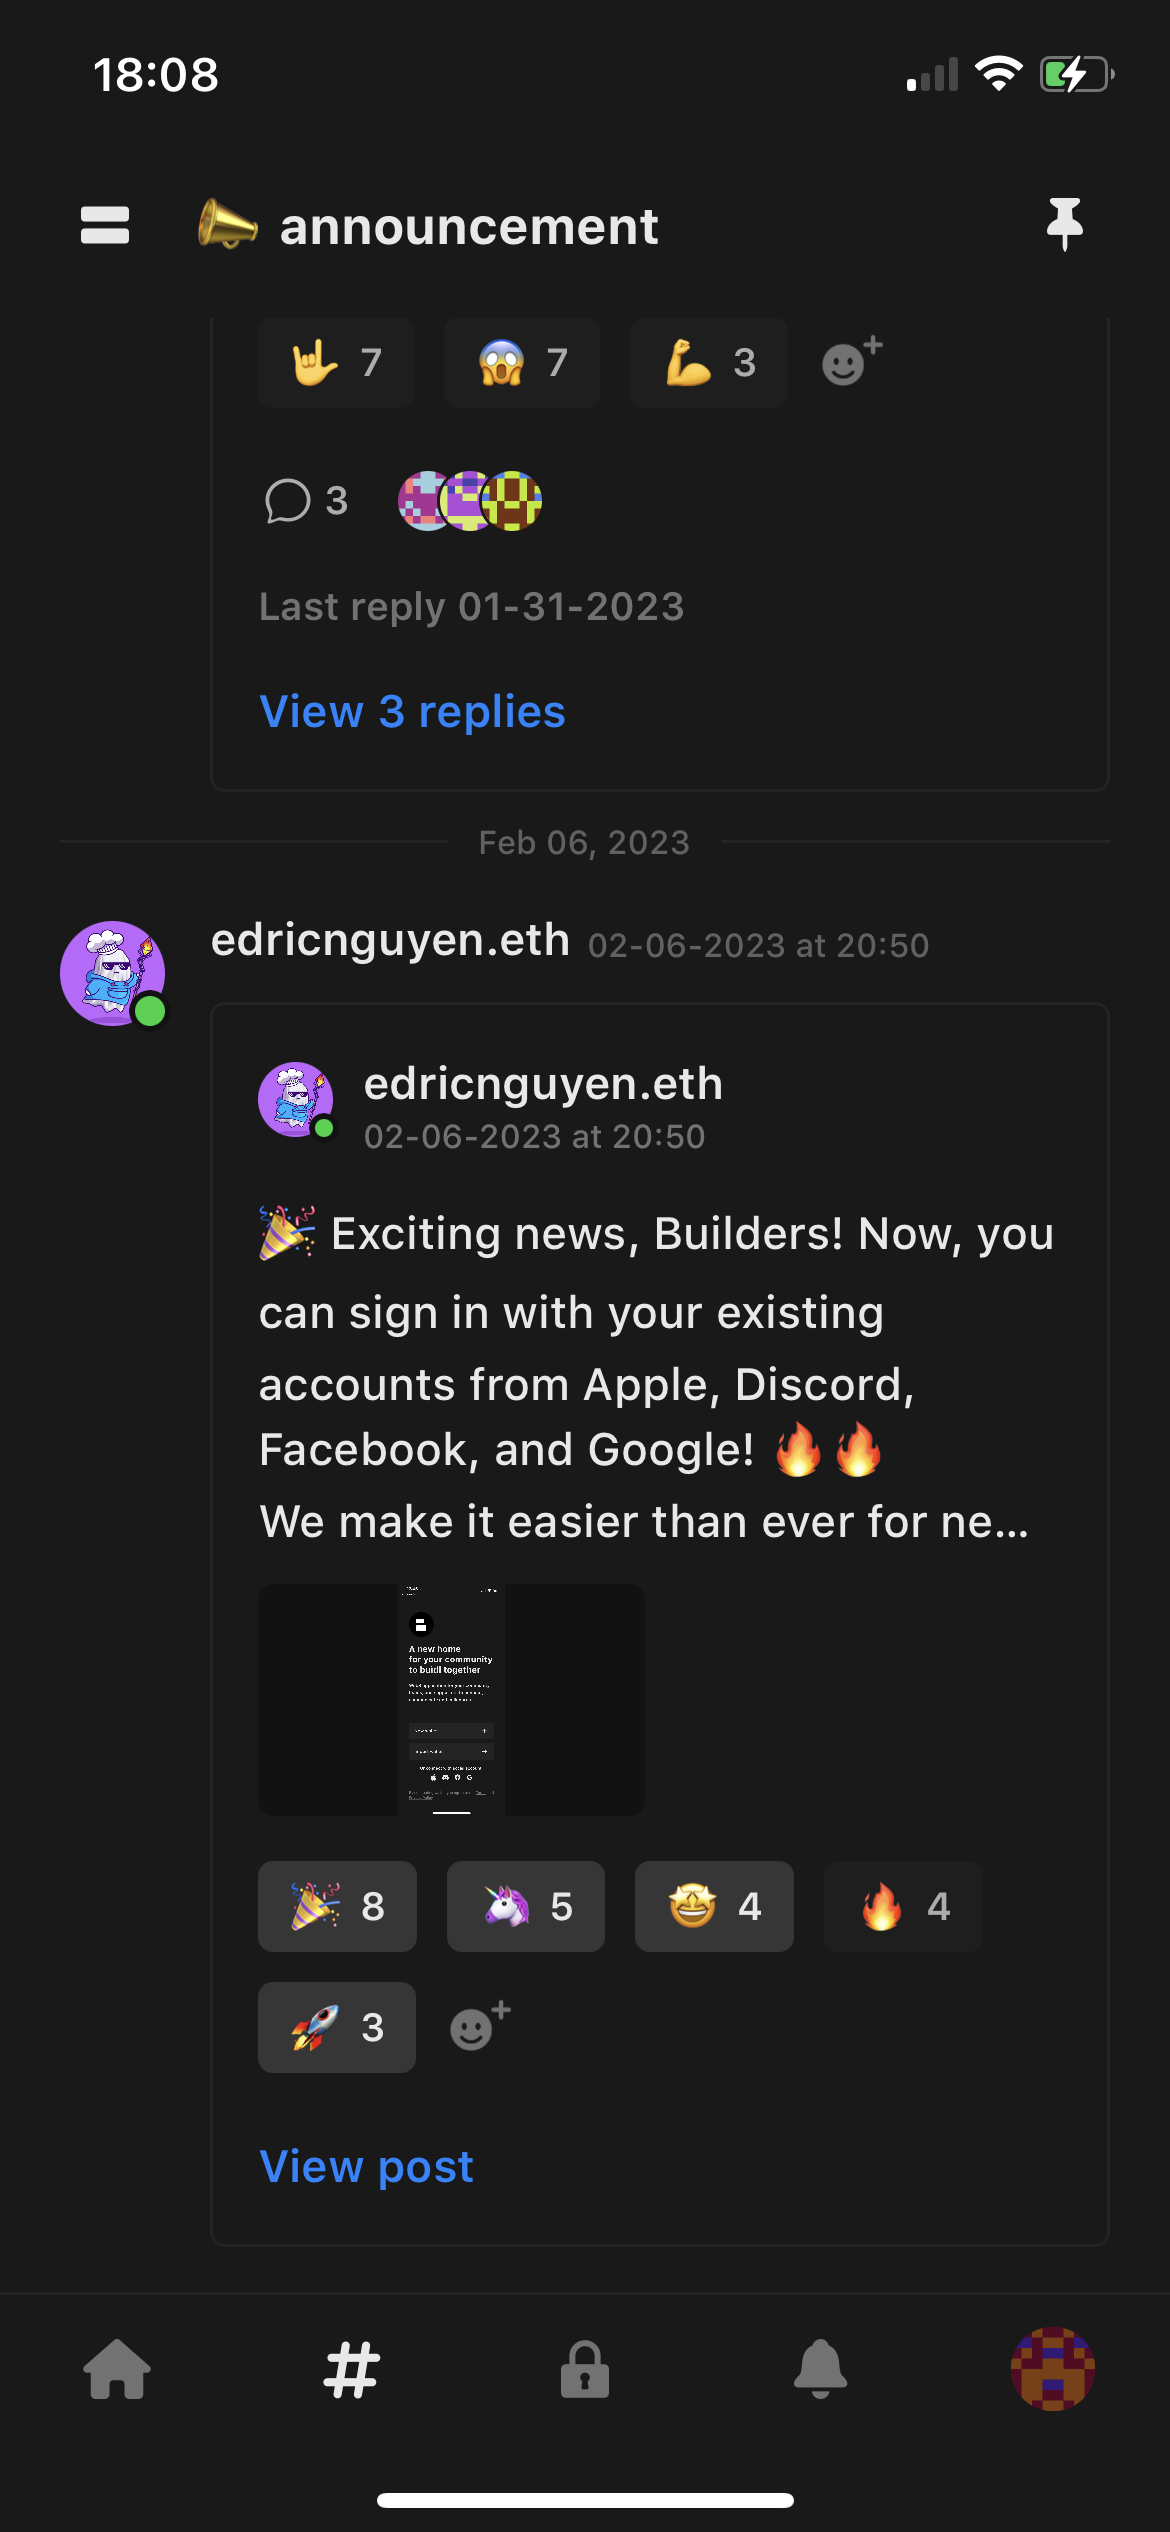 18:08
announcement
7 7 3
3
Last reply 01-31-2023
View 3 replies
Feb 06, 2023
edricnguyen.eth 02-06-2023 at 20:50
edricnguyen.eth
02-06-2023 at 20:50
🎉 Exciting news, Builders! Now, you
can sign in with your existing
accounts from Apple, Discord,
Facebook, and Google! 🔥🔥
We make it easier than ever for ne...
A new home
for your community
to buidl together
8 5 4 4
3
View post